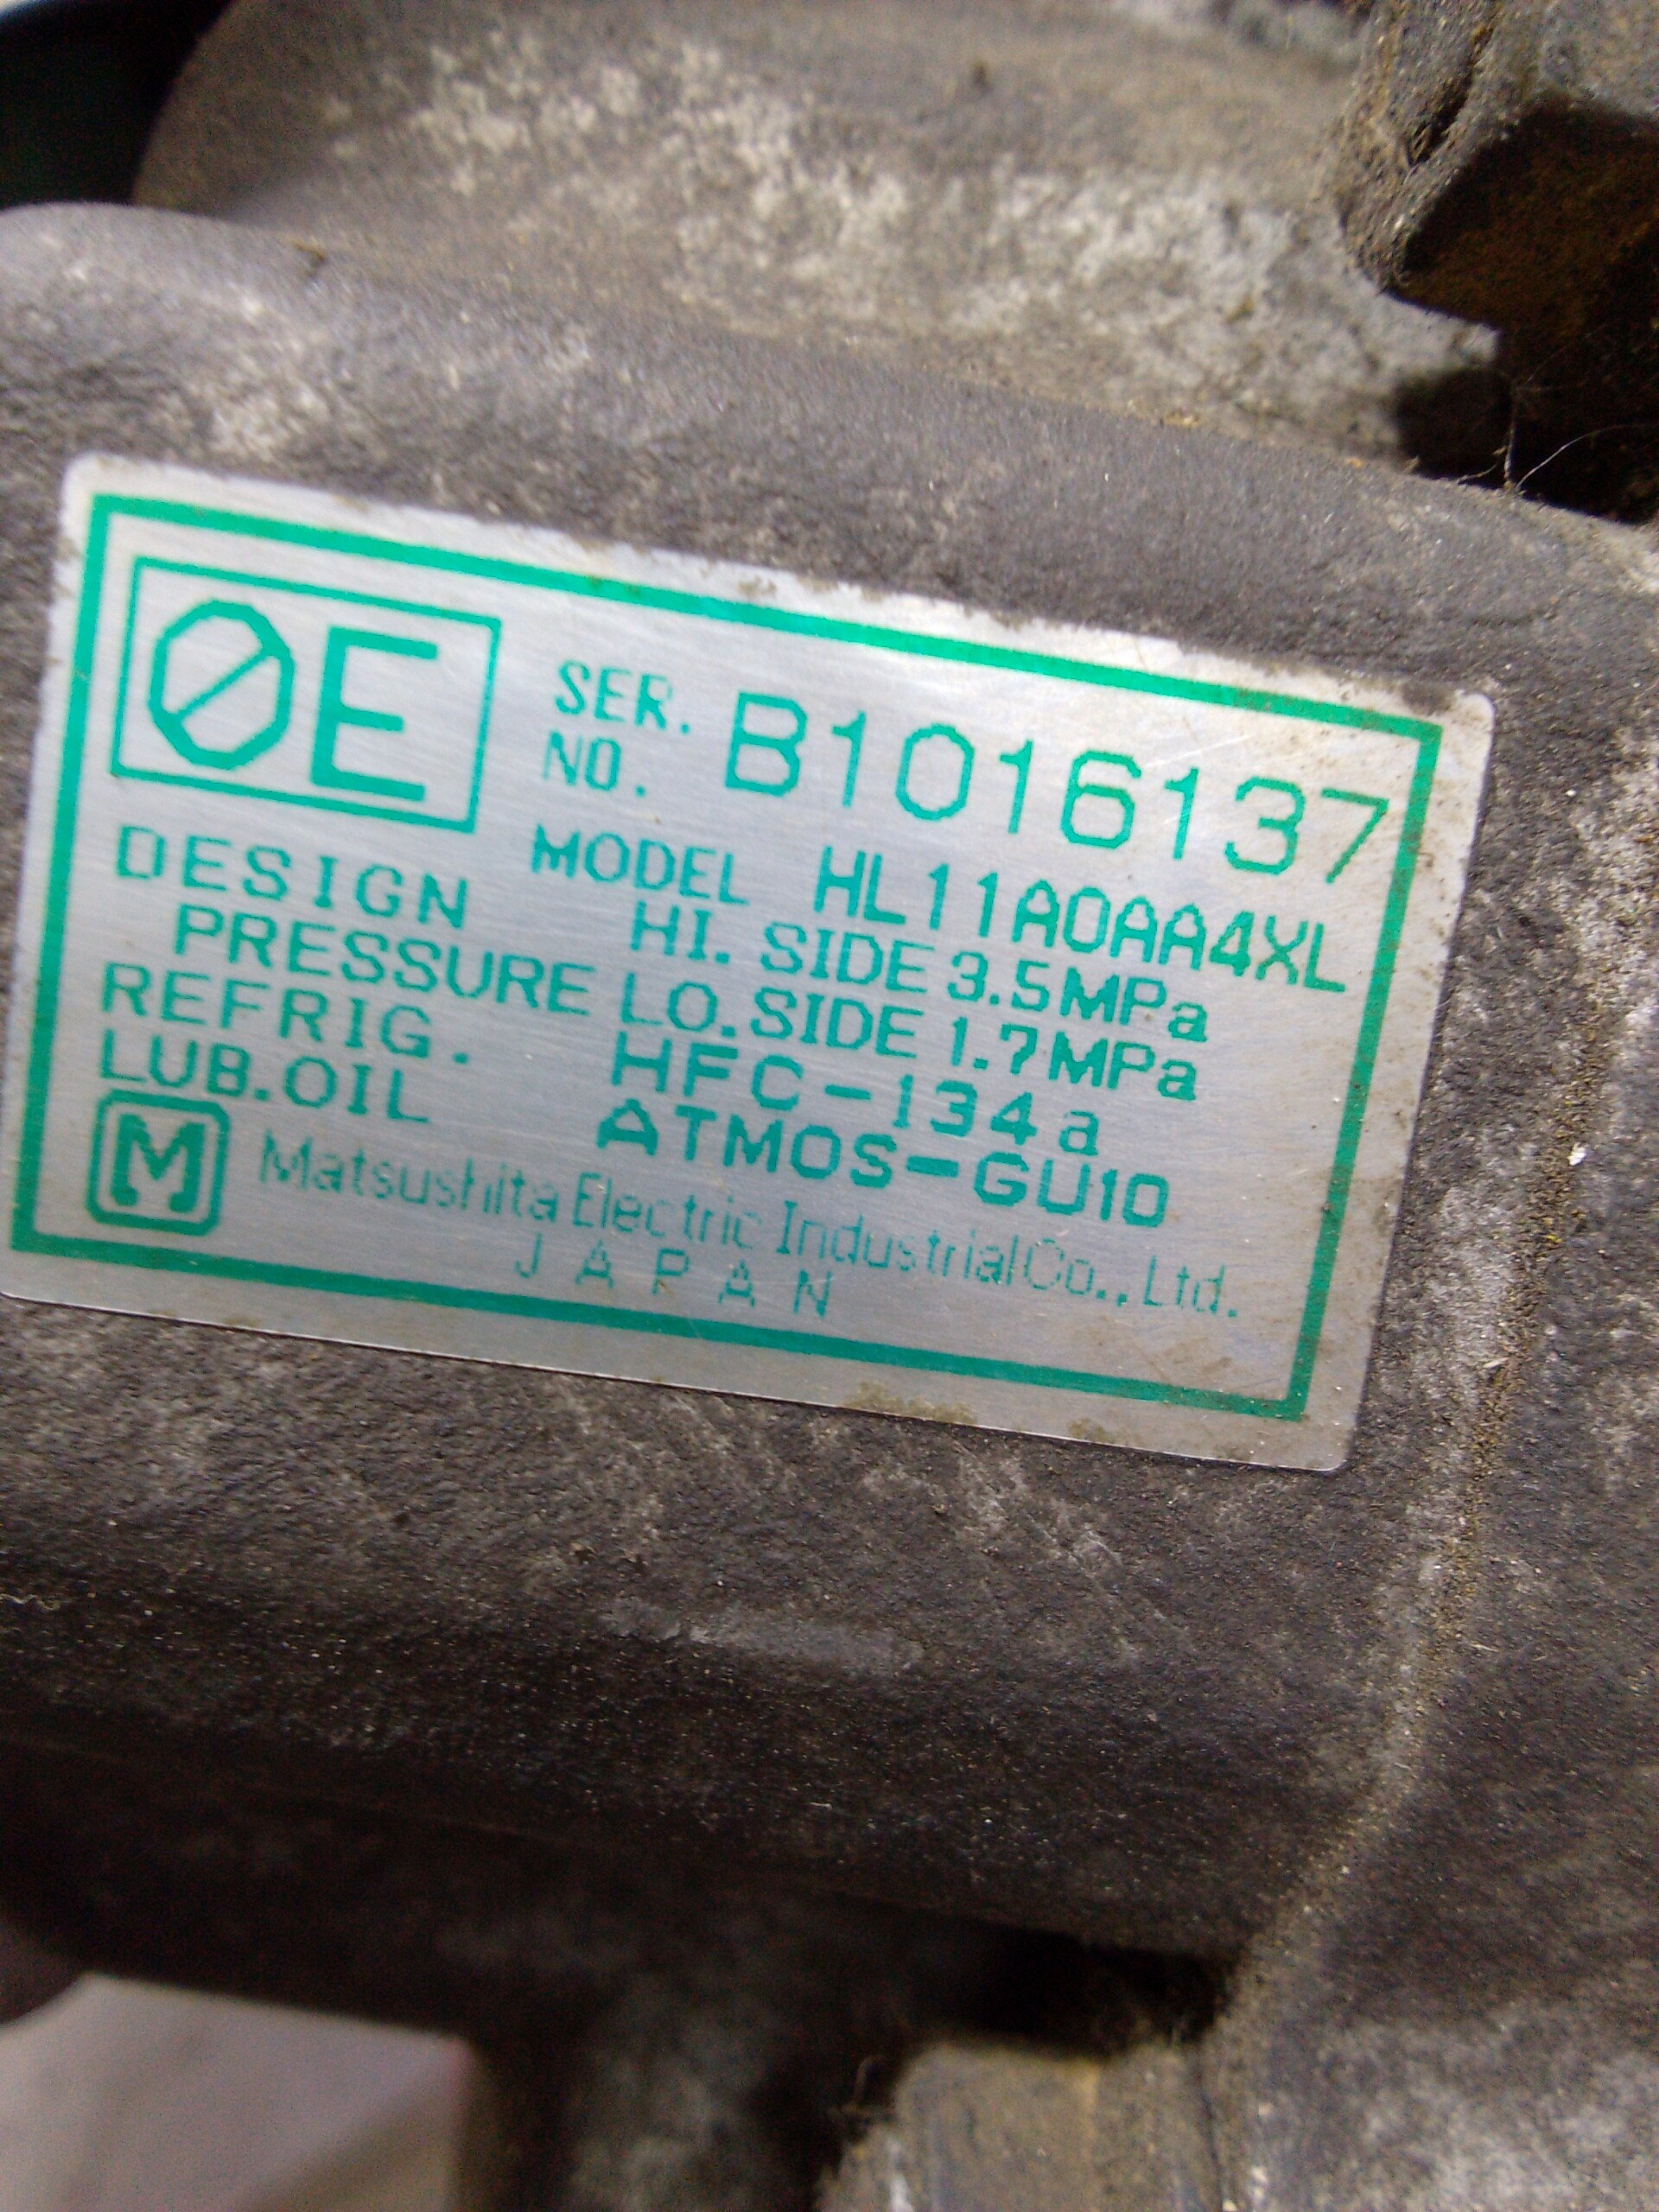 0E SER. NO. B1016137
MODEL HL11A0AA4XL
DESIGN PRESSURE HI. SIDE 3.5MPa
LO. SIDE 1.7MPa
REFRIG. HFC-134a
LUB.OIL ATMOS-GU10
M Matsushita Electric Industrial Co., Ltd.
JAPAN